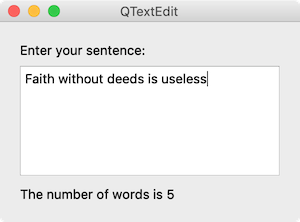 QTextEdit
Enter your sentence:
Faith without deeds is useless
The number of words is 5